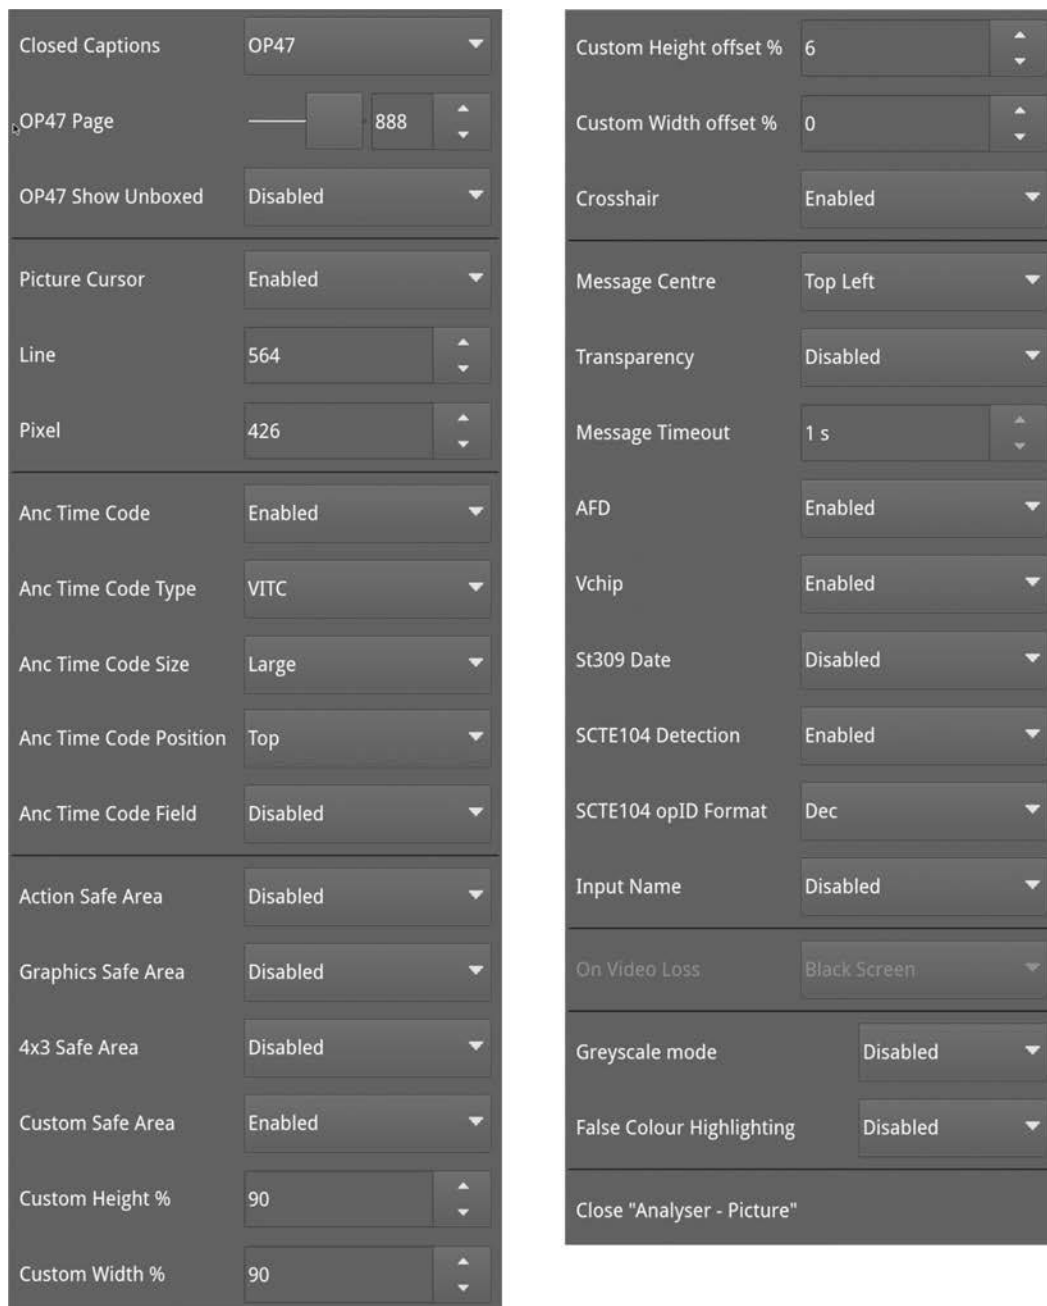 Closed Captions OP47
OP47 Page 888
OP47 Show Unboxed Disabled
Picture Cursor Enabled
Line 564
Pixel 426
Anc Time Code Enabled
Anc Time Code Type VITC
Anc Time Code Size Large
Anc Time Code Position Top
Anc Time Code Field Disabled
Action Safe Area Disabled
Graphics Safe Area Disabled
4x3 Safe Area Disabled
Custom Safe Area Enabled
Custom Height % 90
Custom Width % 90
Custom Height offset % 6
Custom Width offset % 0
Crosshair Enabled
Message Centre Top Left
Transparency Disabled
Message Timeout 1 s
AFD Enabled
Vchip Enabled
St309 Date Disabled
SCTE104 Detection Enabled
SCTE104 opID Format Dec
Input Name Disabled
On Video Loss Black Screen
Greyscale mode Disabled
False Colour Highlighting Disabled
Close "Analyser - Picture"